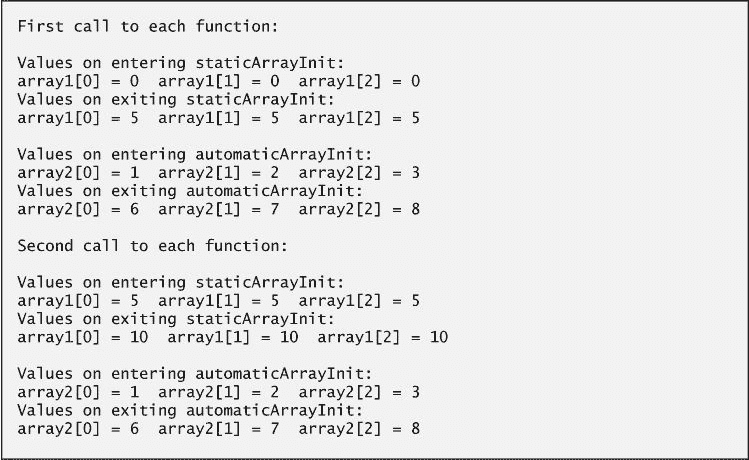 First call to each function:
Values on entering staticArrayInit:
array1[0] = 0  array1[1] = 0  array1[2] = 0
Values on exiting staticArrayInit:
array1[0] = 5  array1[1] = 5  array1[2] = 5
Values on entering automaticArrayInit:
array2[0] = 1  array2[1] = 2  array2[2] = 3
Values on exiting automaticArrayInit:
array2[0] = 6  array2[1] = 7  array2[2] = 8
Second call to each function:
Values on entering staticArrayInit:
array1[0] = 5  array1[1] = 5  array1[2] = 5
Values on exiting staticArrayInit:
array1[0] = 10  array1[1] = 10  array1[2] = 10
Values on entering automaticArrayInit:
array2[0] = 1  array2[1] = 2  array2[2] = 3
Values on exiting automaticArrayInit:
array2[0] = 6  array2[1] = 7  array2[2] = 8